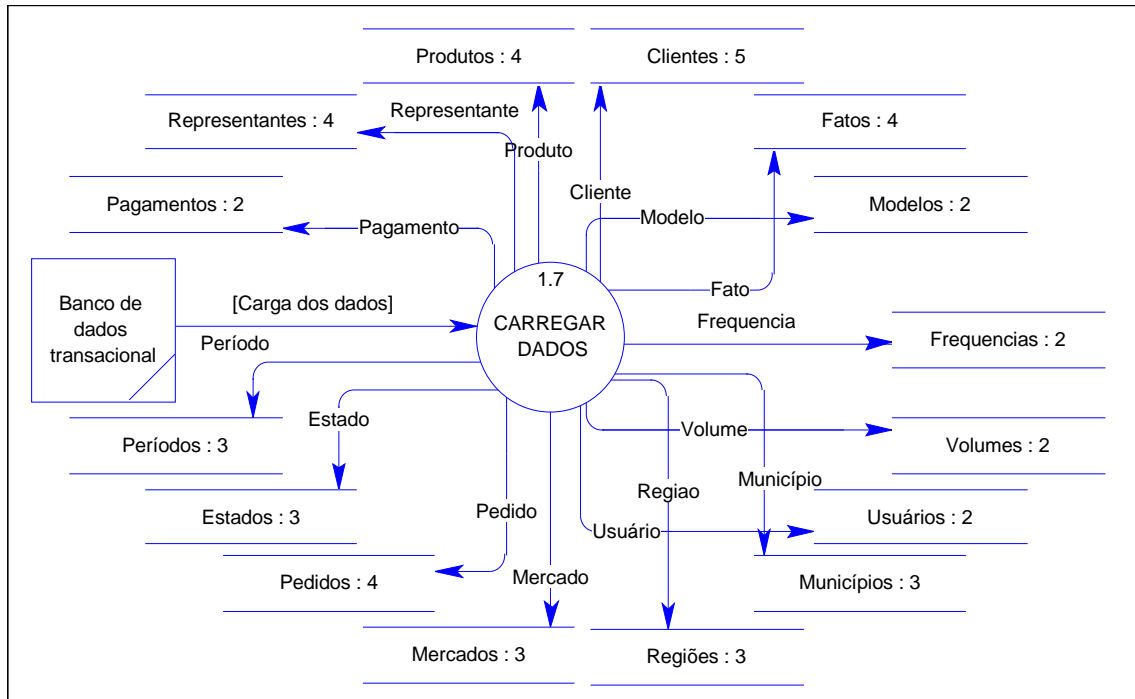 Produtos : 4
Clientes : 5
Representantes : 4
Representante
Fatos : 4
Produto
Cliente
Pagamentos : 2
Pagamento
Modelo
Modelos : 2
1.7
Banco de
dados
transacional
[Carga dos dados]
CARREGAR
DADOS
Fato
Frequencia
Frequencias : 2
Período
Estado
Períodos : 3
Volume
Volumes : 2
Município
Regiao
Estados : 3
Pedido
Usuário
Usuários : 2
Pedidos : 4
Mercado
Municípios : 3
Mercados : 3
Regiões : 3